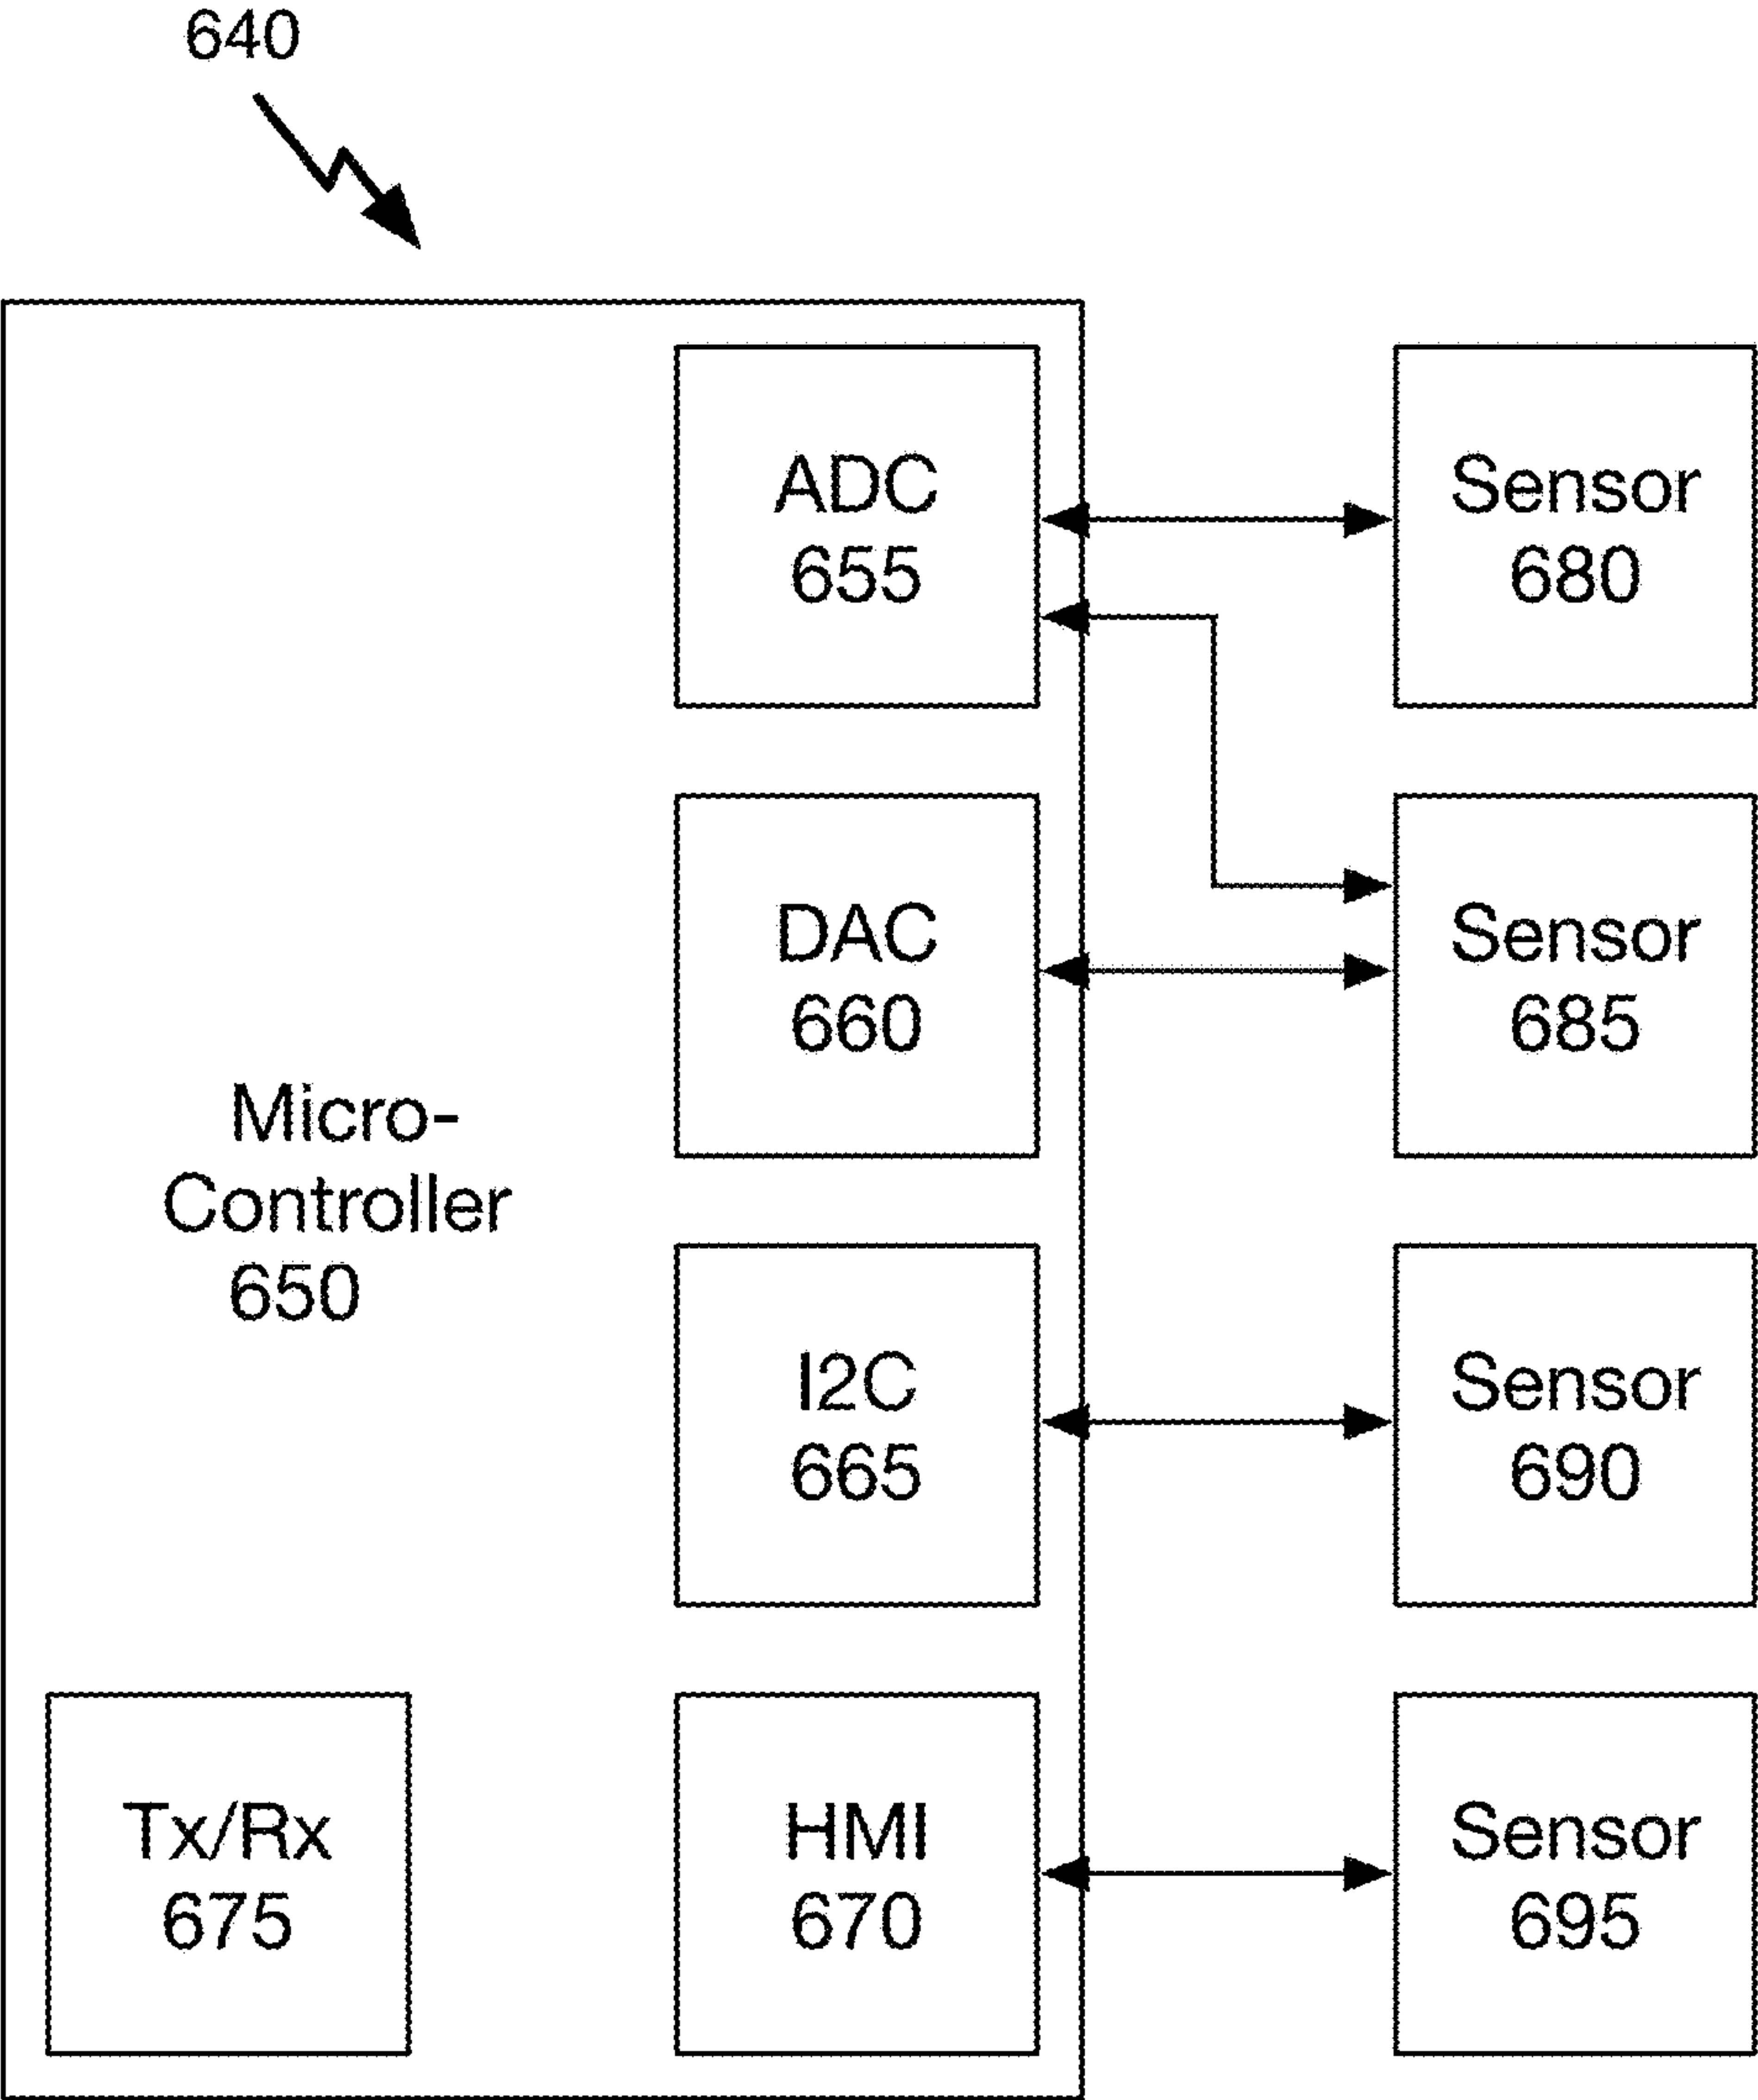 640
ADC
655
Sensor
680
DAC
660
Sensor
685
Micro-
Controller
650
I2C
665
Sensor
690
Tx/Rx
675
HMI
670
Sensor
695